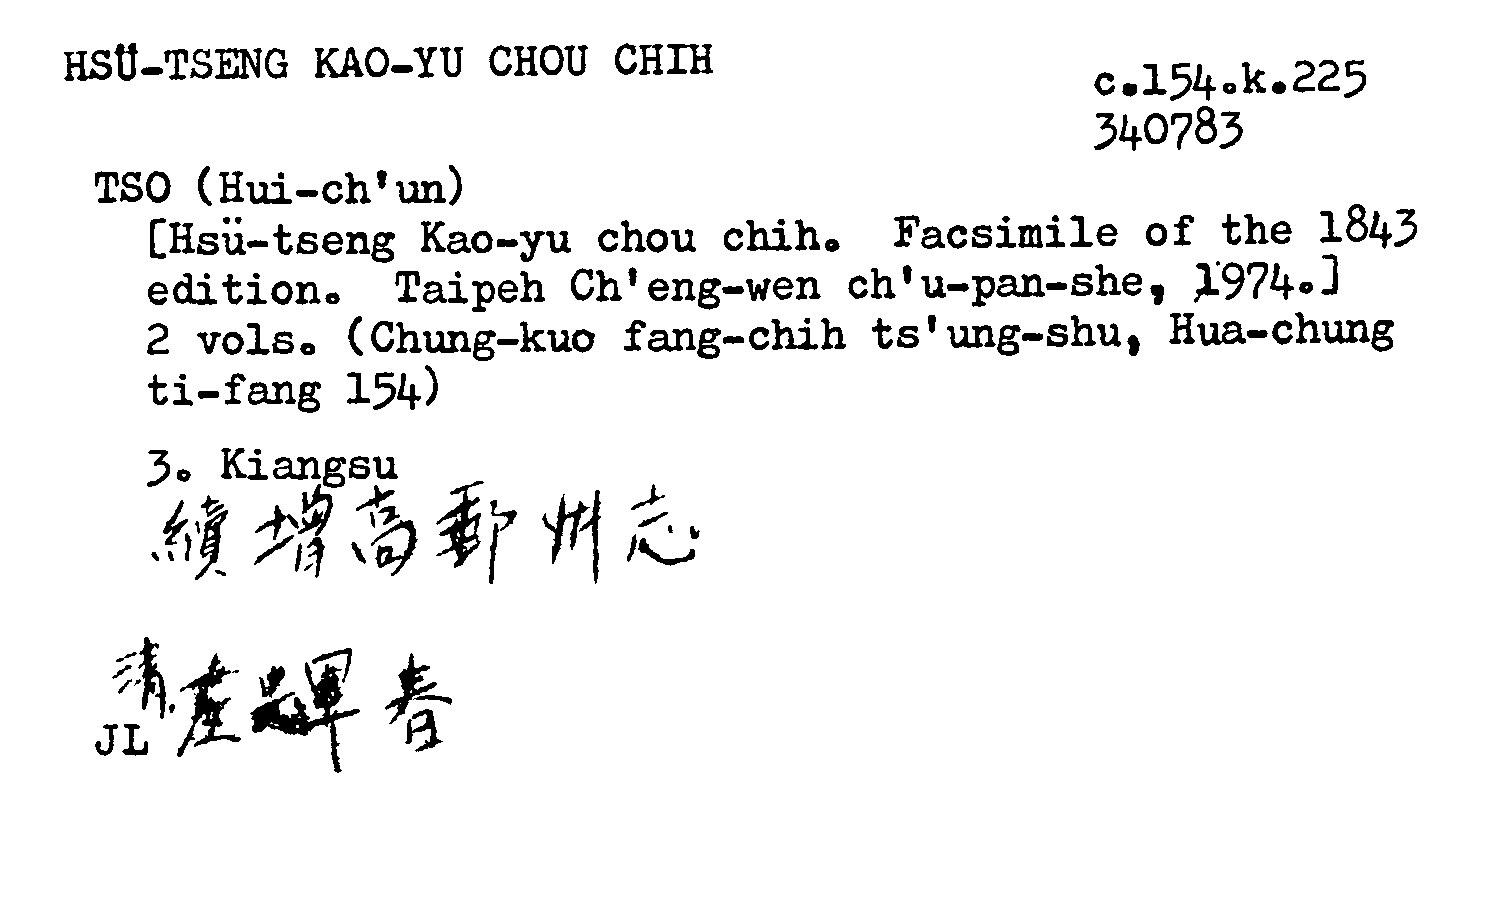 HSÜ-TSENG KAO-YU CHOU CHIH
c.154.k.225
340783
TSO (Hui-ch'un)
[Hsü-tseng Kao-yu chou chih. Facsimile of the 1843
edition. Taipeh Ch'eng-wen ch'u-pan-she, 1974.]
2 vols. (Chung-kuo fang-chih ts'ung-shu, Hua-chung
ti-fang 154)
3. Kiangsu
續增高郵州志
清 春
JL